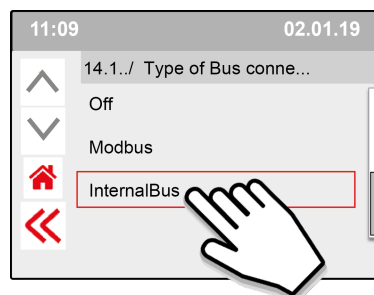 11:09 02.01.19
14.1../ Type of Bus conne...
Off
Modbus
InternalBus